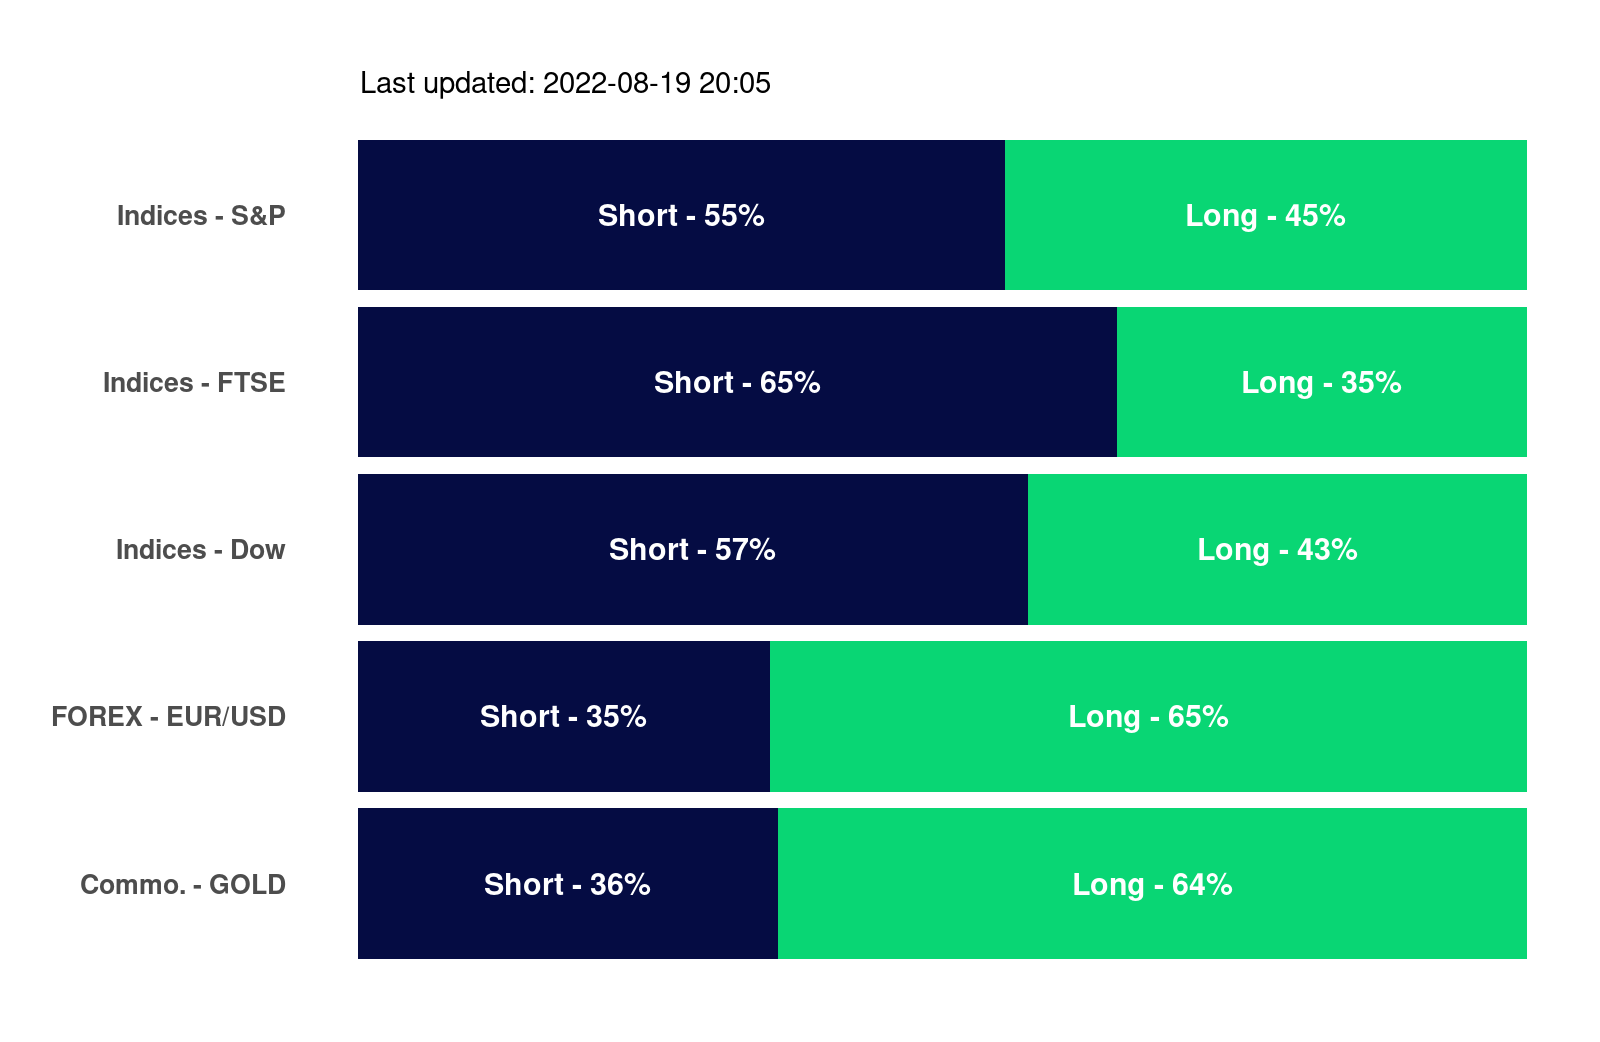 Last updated: 2022-08-19 20:05
Indices - S&P Short - 55% Long - 45%
Indices - FTSE Short - 65% Long - 35%
Indices - Dow Short - 57% Long - 43%
FOREX - EUR/USD Short - 35% Long - 65%
Commo. - GOLD Short - 36% Long - 64%